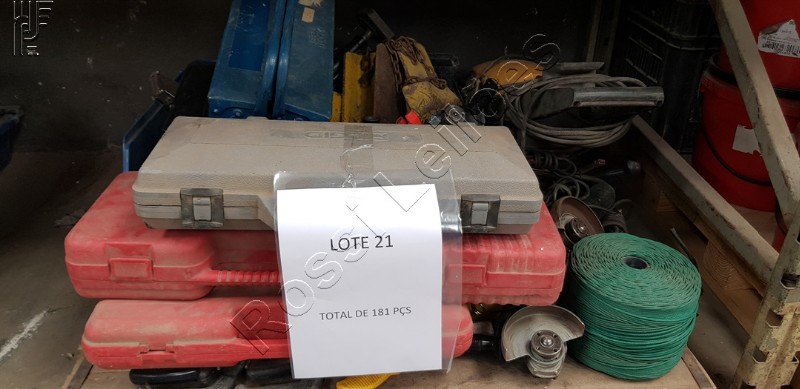 LOTE 21
TOTAL DE 181 PÇS
Rossi Leilões